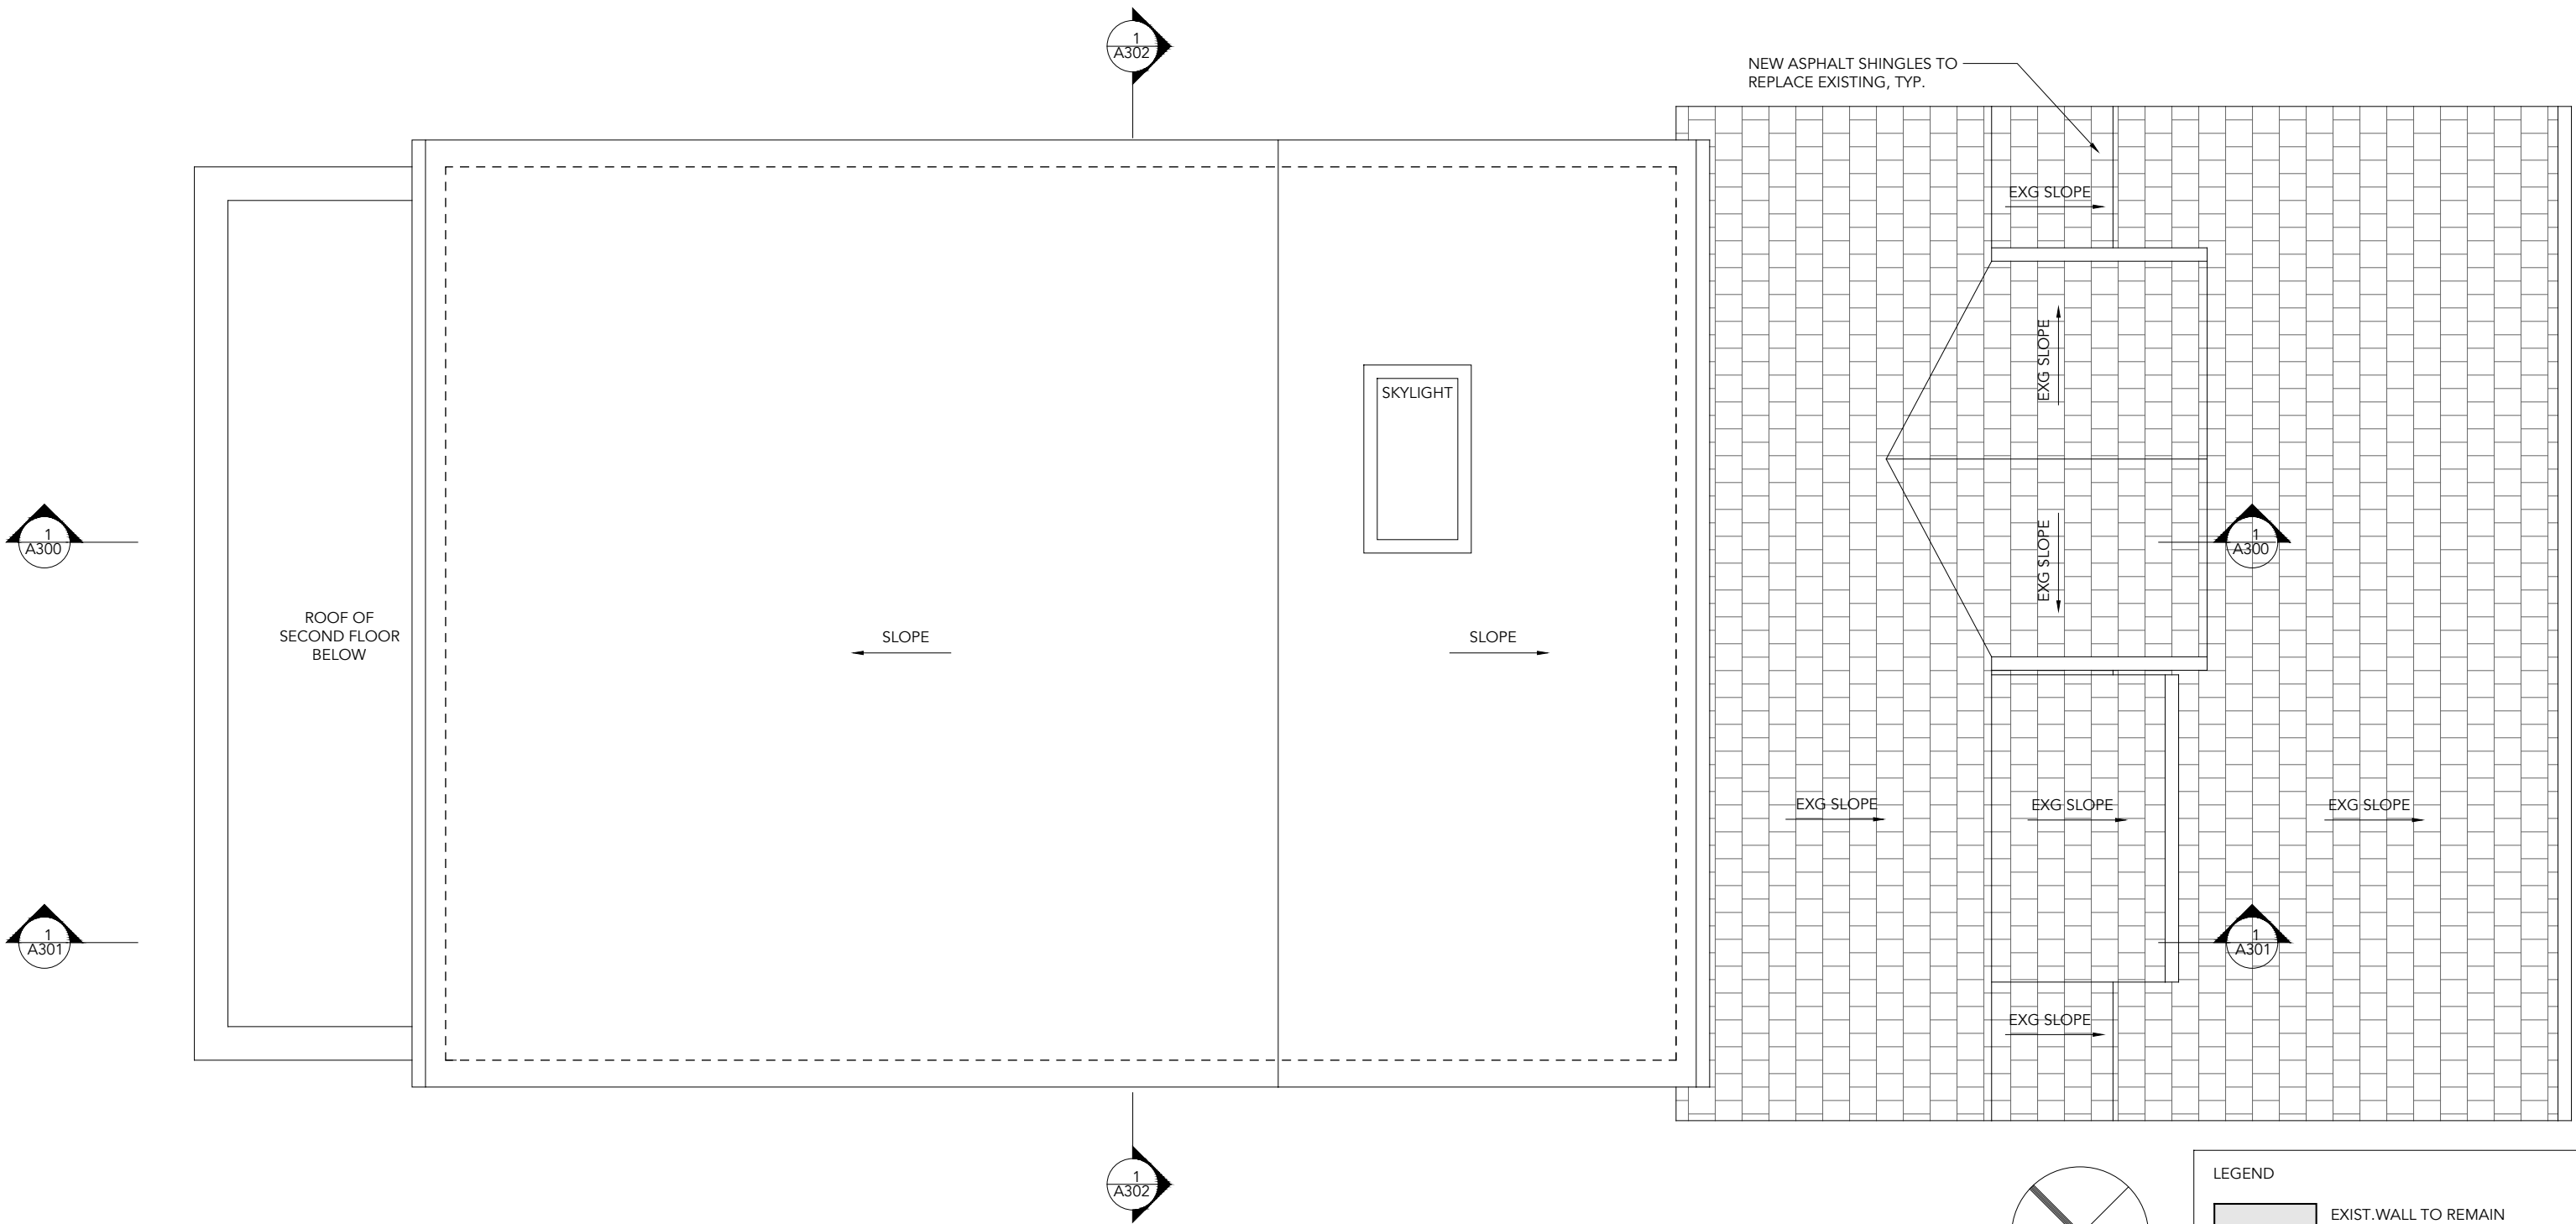 1
A302
NEW ASPHALT SHINGLES TO
REPLACE EXISTING, TYP.
EXG SLOPE
EXG SLOPE
SKYLIGHT
1
A300
EXG SLOPE
1
A300
ROOF OF
SECOND FLOOR
BELOW
SLOPE
SLOPE
EXG SLOPE
EXG SLOPE
EXG SLOPE
1
A301
1
A301
EXG SLOPE
1
A302
LEGEND
EXIST.WALL TO REMAIN